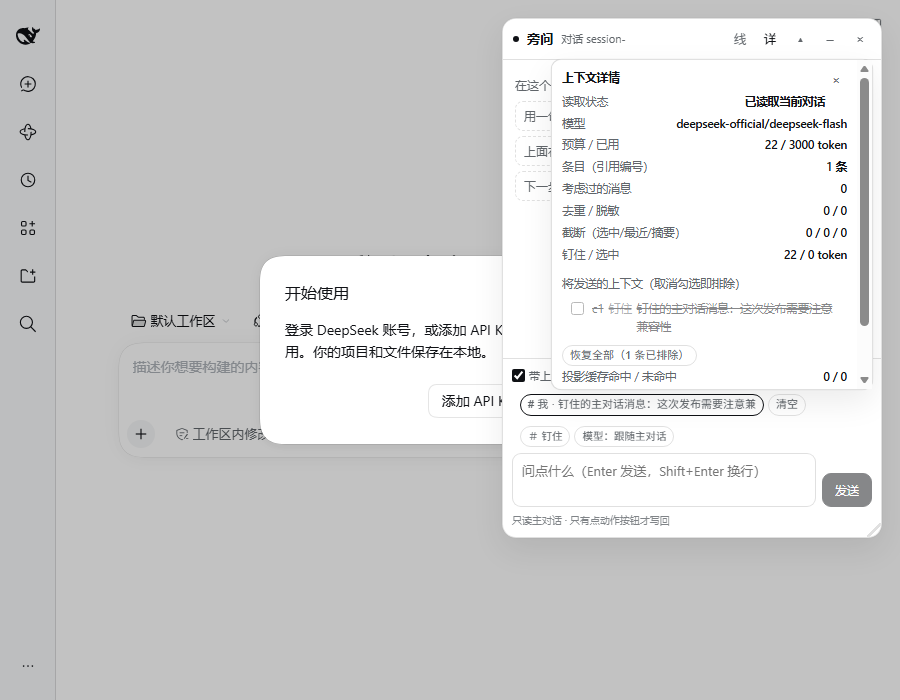 旁问 对话 session- 线 详
上下文详情
读取状态 已读取当前对话
模型 deepseek-official/deepseek-flash
预算 / 已用 22 / 3000 token
条目（引用编号） 1 条
考虑过的消息 0
去重 / 脱敏 0 / 0
截断（选中/最近/摘要） 0 / 0 / 0
钉住 / 选中 22 / 0 token
将发送的上下文（取消勾选即排除）
c1 钉住 钉住的主对话消息：这次发布需要注意
兼容性
恢复全部（1 条已排除）
投影缓存命中 / 未命中 0 / 0
在这个
用一
上面
下一
带上
# 我 · 钉住的主对话消息：这次发布需要注意兼
清空
# 钉住
模型：跟随主对话
问点什么（Enter 发送，Shift+Enter 换行）
发送
只读主对话 · 只有点动作按钮才写回
开始使用
登录 DeepSeek 账号，或添加 API K
用。你的项目和文件保存在本地。
添加 API K
默认工作区
描述你想要构建的内容
工作区内修改